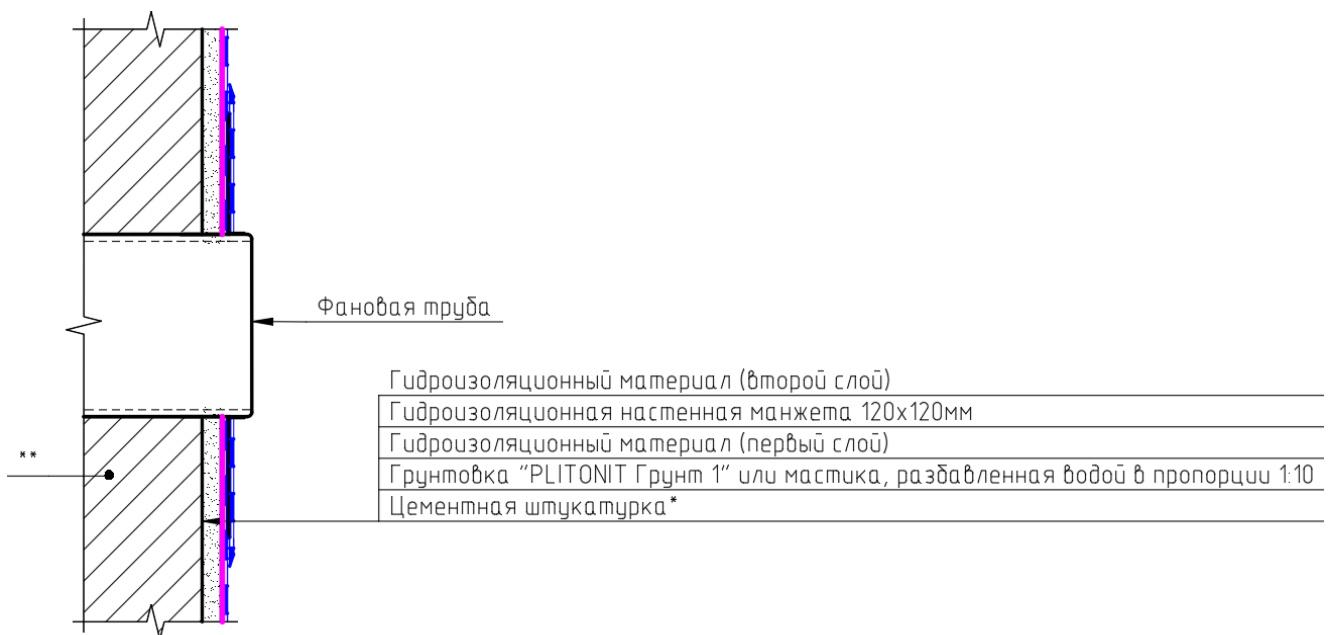 Фановая труба
Гидроизоляционный материал (второй слой)
Гидроизоляционная настенная манжета 120х120мм
Гидроизоляционный материал (первый слой)
Грунтовка "PLITONIT Грунт 1" или мастика, разбавленная водой в пропорции 1:10
**
Цементная штукатурка*